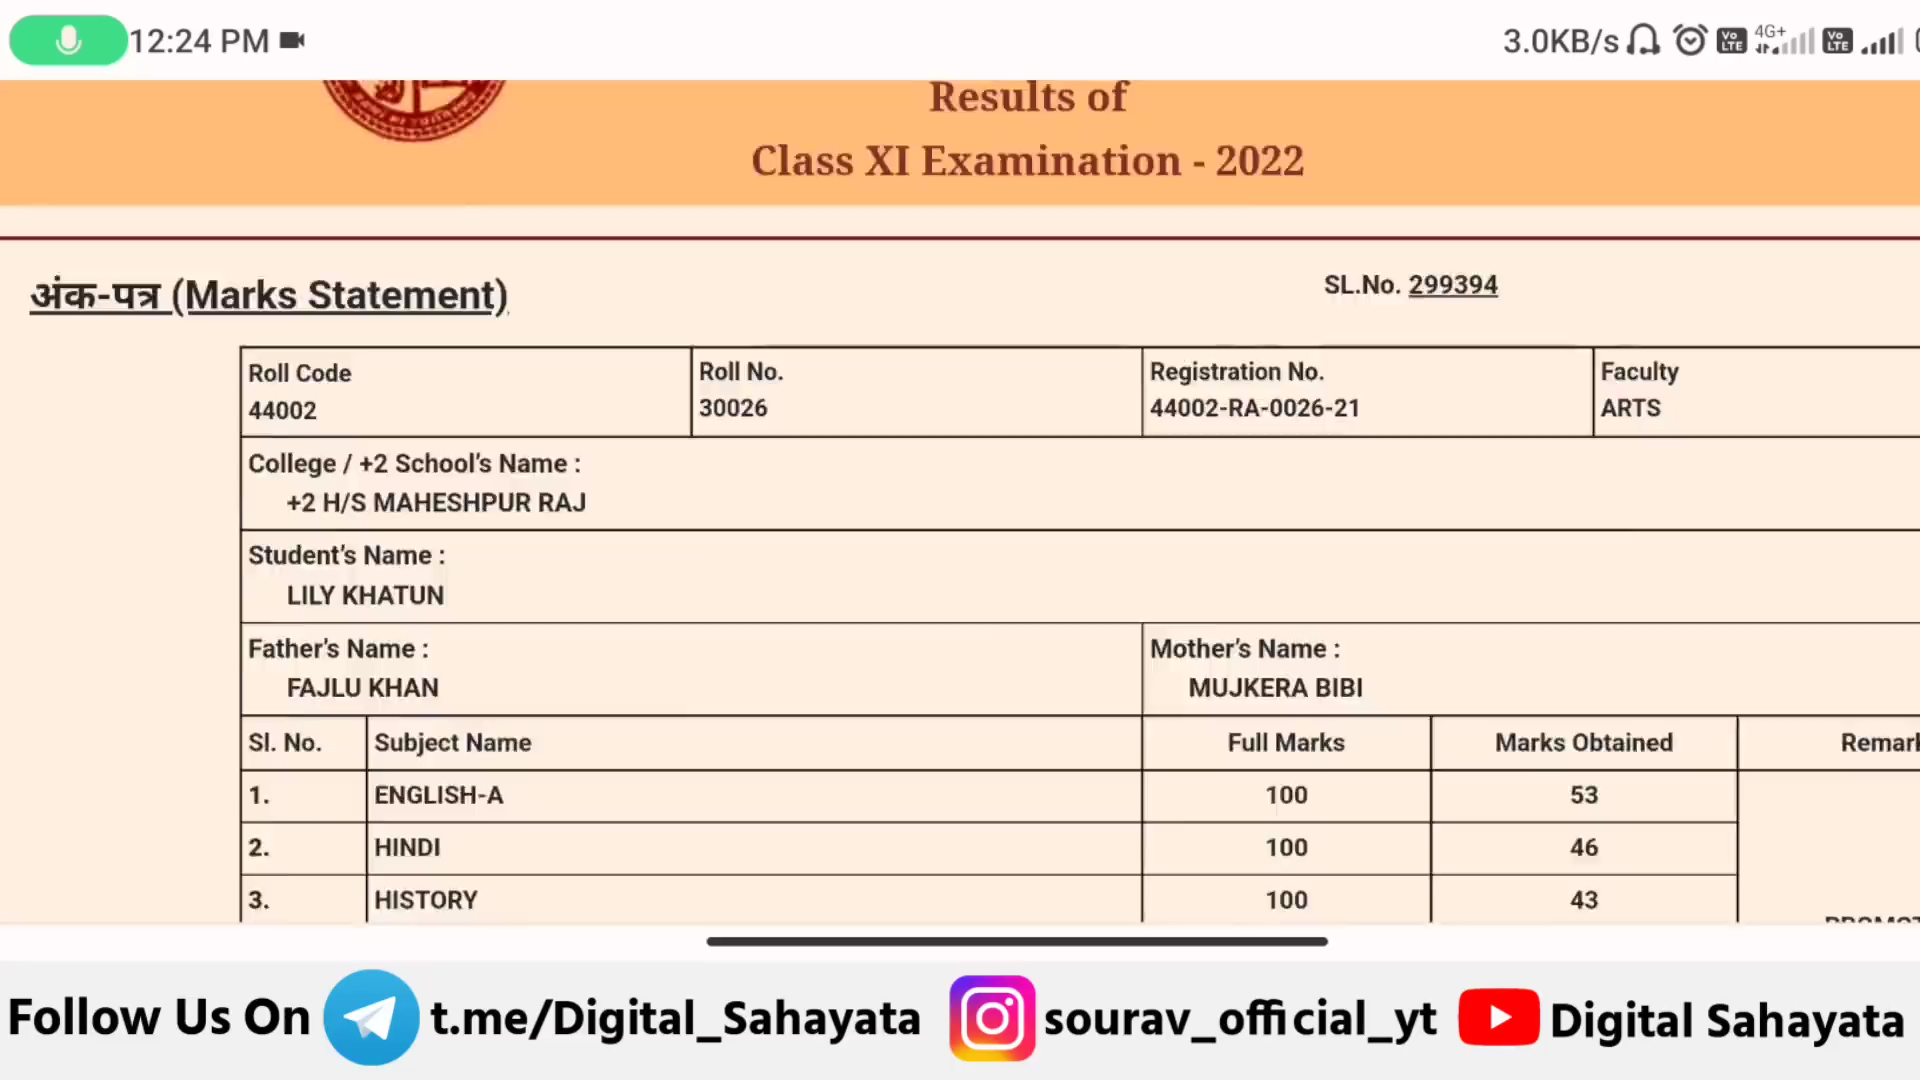 12:24 PM
3.0KB/s 4G+ Vo LTE Vo LTE
Results of
Class XI Examination - 2022
अंक-पत्र (Marks Statement)
SL.No. 299394
Roll Code Roll No. Registration No. Faculty
44002 30026 44002-RA-0026-21 ARTS
College / +2 School's Name :
+2 H/S MAHESHPUR RAJ
Student's Name :
LILY KHATUN
Father's Name : Mother's Name :
FAJLU KHAN MUJKERA BIBI
Sl. No. Subject Name Full Marks Marks Obtained
1. ENGLISH-A 100 53
2. HINDI 100 46
3. HISTORY 100 43
Follow Us On t.me/Digital_Sahayata sourav_official_yt Digital Sahayata